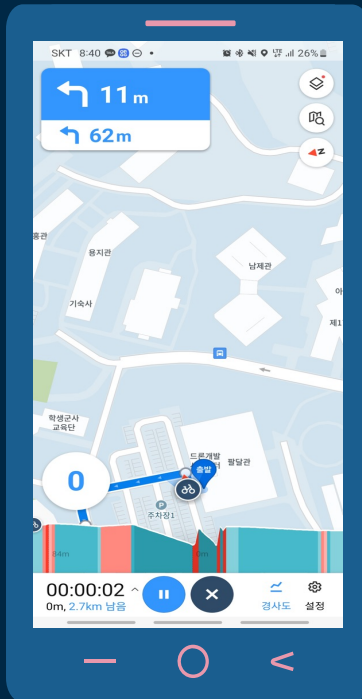 SKT 8:40
26%
11 m
62m
N
홍관
용지관
남제관
기숙사
제1
학생군사
교육단
드론개발
팔달관
출발
0
P
주차장1
84m
0m
00:00:02
0m, 2.7km 남음
경사도
설정